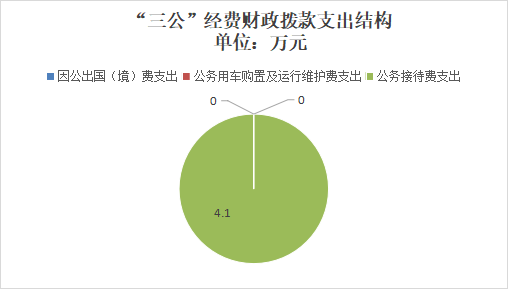 “三公”经费财政拨款支出结构
单位：万元
因公出国（境）费支出 公务用车购置及运行维护费支出 公务接待费支出
0 0
4.1